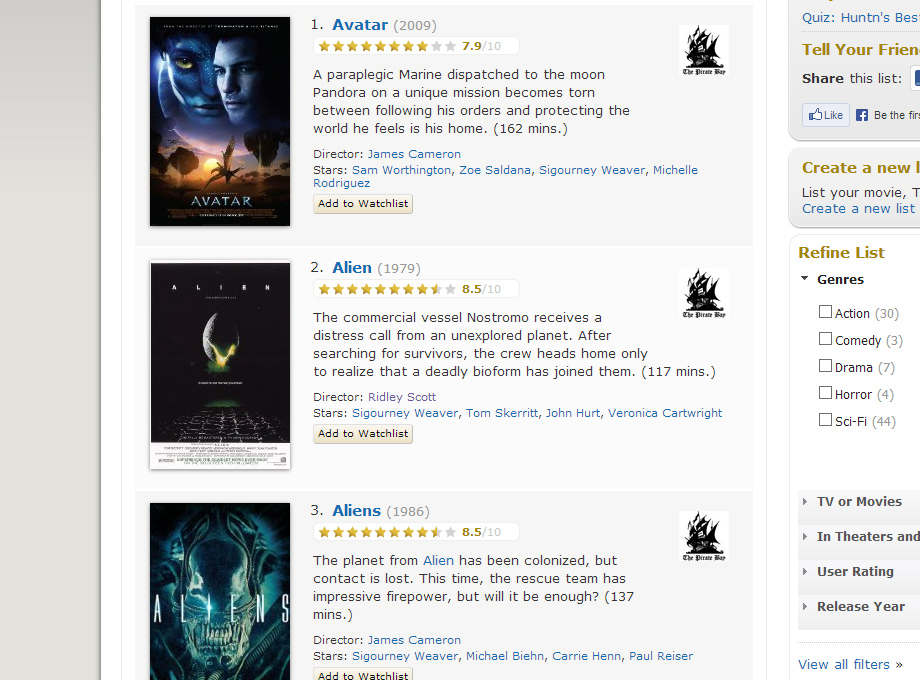 1. Avatar (2009)
7.9/10
A paraplegic Marine dispatched to the moon
Pandora on a unique mission becomes torn
between following his orders and protecting the
world he feels is his home. (162 mins.)
Director: James Cameron
Stars: Sam Worthington, Zoe Saldana, Sigourney Weaver, Michelle
Rodriguez
Add to Watchlist
The Pirate Bay
AVATAR
2. Alien (1979)
8.5/10
The commercial vessel Nostromo receives a
distress call from an unexplored planet. After
searching for survivors, the crew heads home only
to realize that a deadly bioform has joined them. (117 mins.)
Director: Ridley Scott
Stars: Sigourney Weaver, Tom Skerritt, John Hurt, Veronica Cartwright
Add to Watchlist
The Pirate Bay
A L I E N
3. Aliens (1986)
8.5/10
The planet from Alien has been colonized, but
contact is lost. This time, the rescue team has
impressive firepower, but will it be enough? (137
mins.)
Director: James Cameron
Stars: Sigourney Weaver, Michael Biehn, Carrie Henn, Paul Reiser
Add to Watchlist
The Pirate Bay
ALIENS
Quiz: Huntn's Bes
Tell Your Frien
Share this list:
Like
Be the firs
Create a new l
List your movie, T
Create a new list
Refine List
Genres
Action (30)
Comedy (3)
Drama (7)
Horror (4)
Sci-Fi (44)
TV or Movies
In Theaters and
User Rating
Release Year
View all filters »